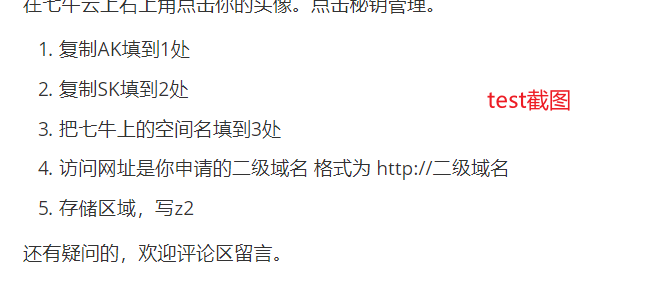 在七牛云上右上角点击你的头像。点击秘钥管理。
1. 复制AK填到1处
2. 复制SK填到2处
test截图
3. 把七牛上的空间名填到3处
4. 访问网址是你申请的二级域名 格式为 http://二级域名
5. 存储区域，写z2
还有疑问的，欢迎评论区留言。